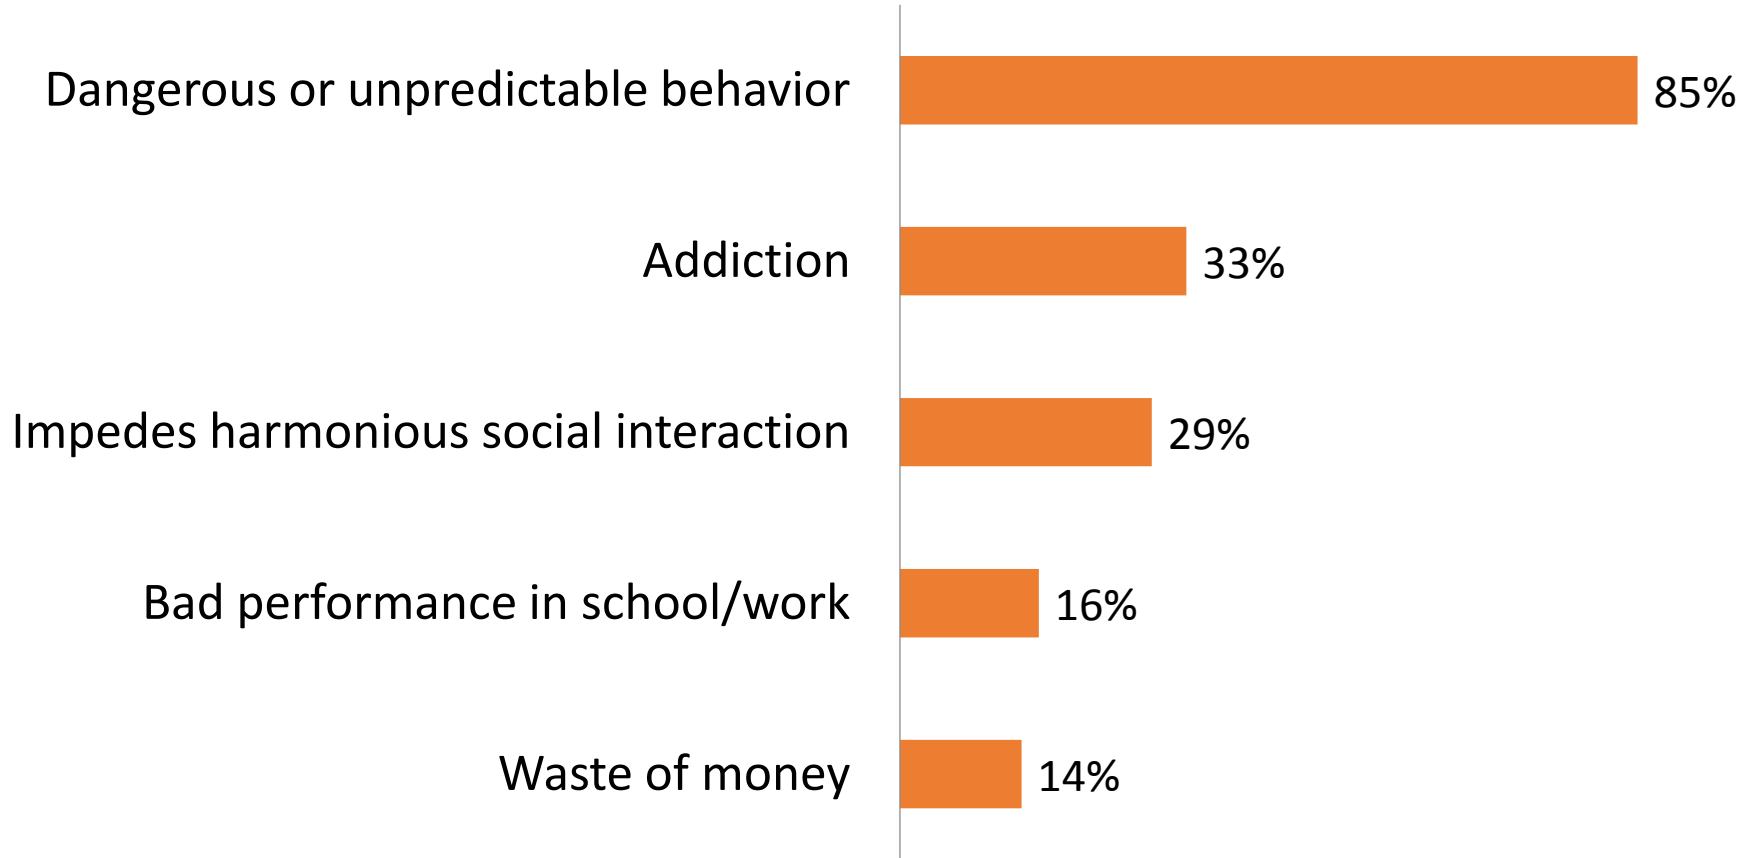 Dangerous or unpredictable behavior 85%
Addiction 33%
Impedes harmonious social interaction 29%
Bad performance in school/work 16%
Waste of money 14%